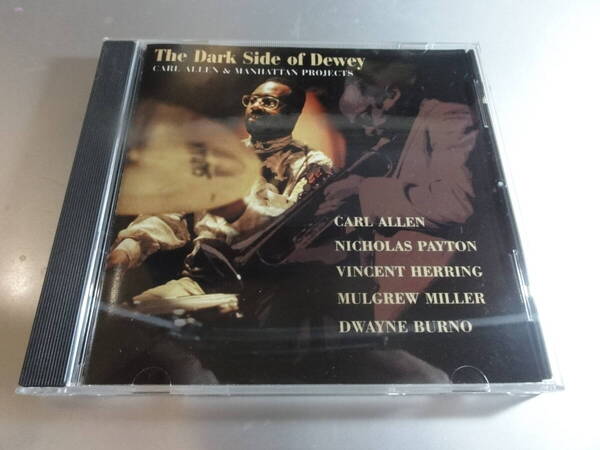 The Dark Side of Dewey
CARL ALLEN & MANHATTAN PROJECTS
CARL ALLEN
NICHOLAS PAYTON
VINCENT HERRING
MULGREW MILLER
DWAYNE BURNO